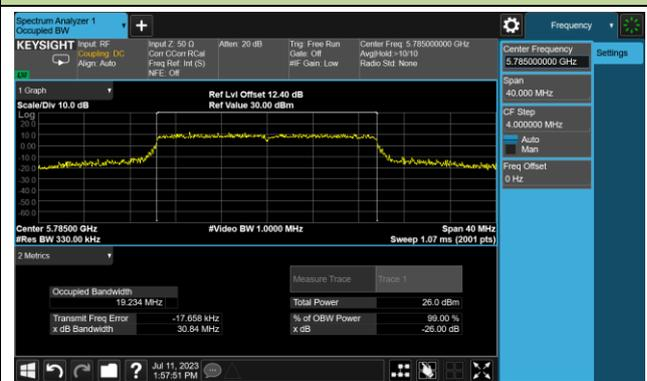 Spectrum Analyzer 1
Occupied BW
Frequency
KEYSIGHT
Input: RF
Coupling: DC
Align: Auto
Input Z: 50 Ω
Corr CCorr RCal
Freq Ref: Int (S)
NFE: Off
Atten: 20 dB
Trig: Free Run
Gate: Off
#IF Gain: Low
Center Freq: 5.785000000 GHz
Avg|Hold:>10/10
Radio Std: None
Center Frequency
5.785000000 GHz
Settings
Span
40.000 MHz
CF Step
4.000000 MHz
Auto
Man
Freq Offset
0 Hz
1 Graph
Scale/Div 10.0 dB
Ref Lvl Offset 12.40 dB
Ref Value 30.00 dBm
Log
20.0
10.0
0.00
-10.0
-20.0
-30.0
-40.0
-50.0
-60.0
Center 5.78500 GHz
#Res BW 330.00 kHz
#Video BW 1.0000 MHz
Span 40 MHz
Sweep 1.07 ms (2001 pts)
2 Metrics
Measure Trace
Trace 1
Occupied Bandwidth
19.234 MHz
Total Power
26.0 dBm
Transmit Freq Error
-17.658 kHz
% of OBW Power
99.00 %
x dB Bandwidth
30.84 MHz
x dB
-26.00 dB
Jul 11, 2023
1:57:51 PM